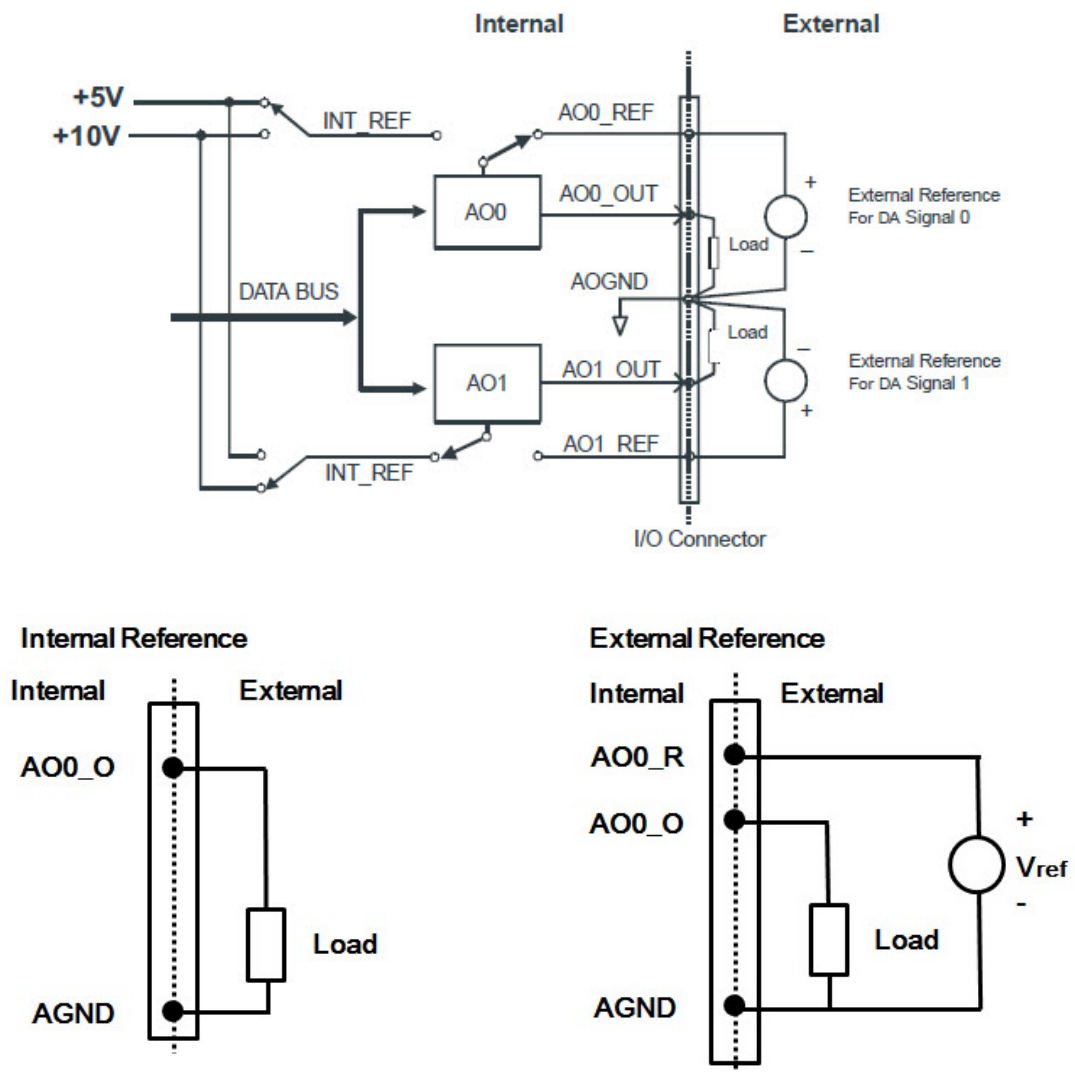 Internal External
+5V
+10V
INT_REF
AO0_REF
AO0
AO0_OUT
+
External Reference
For DA Signal 0
Load
–
AOGND
DATA BUS
Load
–
AO1
AO1_OUT
External Reference
For DA Signal 1
+
AO1_REF
INT_REF
I/O Connector
Internal Reference
Internal External
AO0_O
Load
AGND
External Reference
Internal External
AO0_R
AO0_O
+
Vref
-
Load
AGND